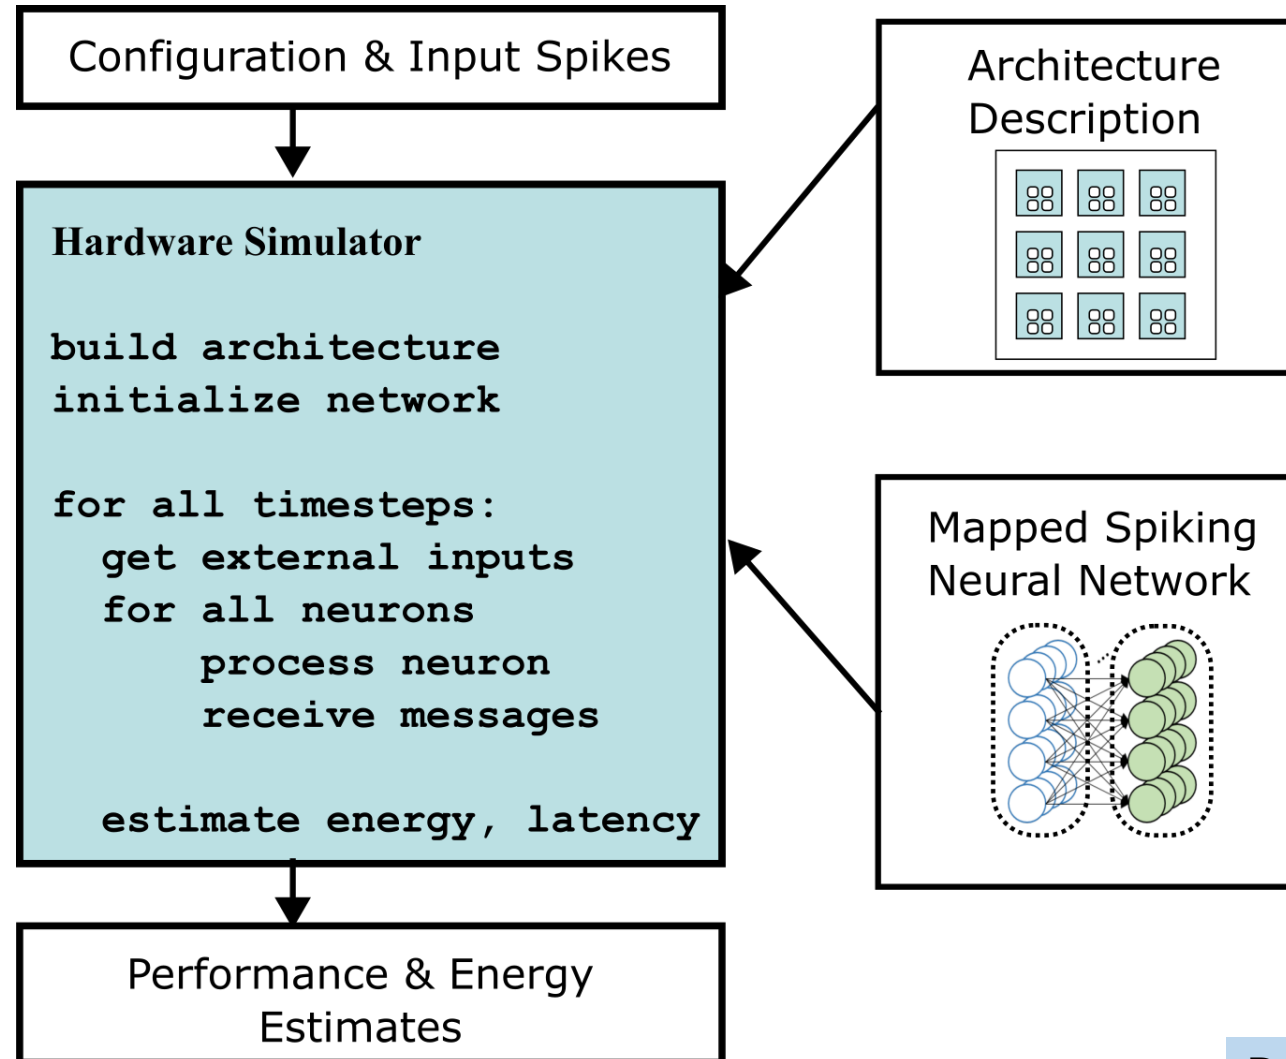 Configuration & Input Spikes
Architecture
Description
Hardware Simulator
build architecture
initialize network
for all timesteps:
get external inputs
for all neurons
process neuron
receive messages
estimate energy, latency
Mapped Spiking
Neural Network
Performance & Energy
Estimates